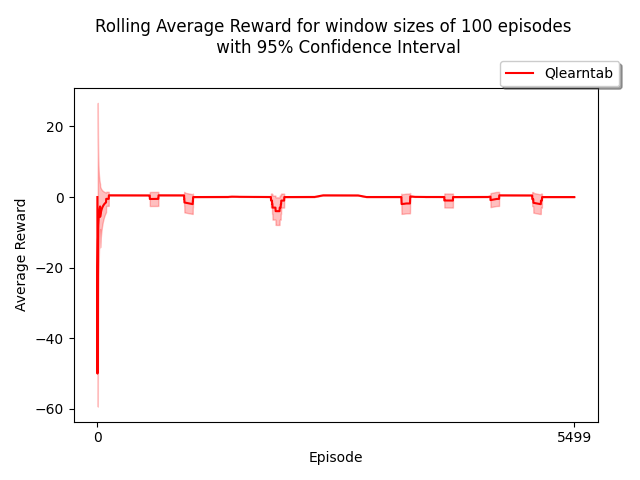 Rolling Average Reward for window sizes of 100 episodes
with 95% Confidence Interval
Qlearntab
20
0
−20
−40
−60
Average Reward
0
5499
Episode